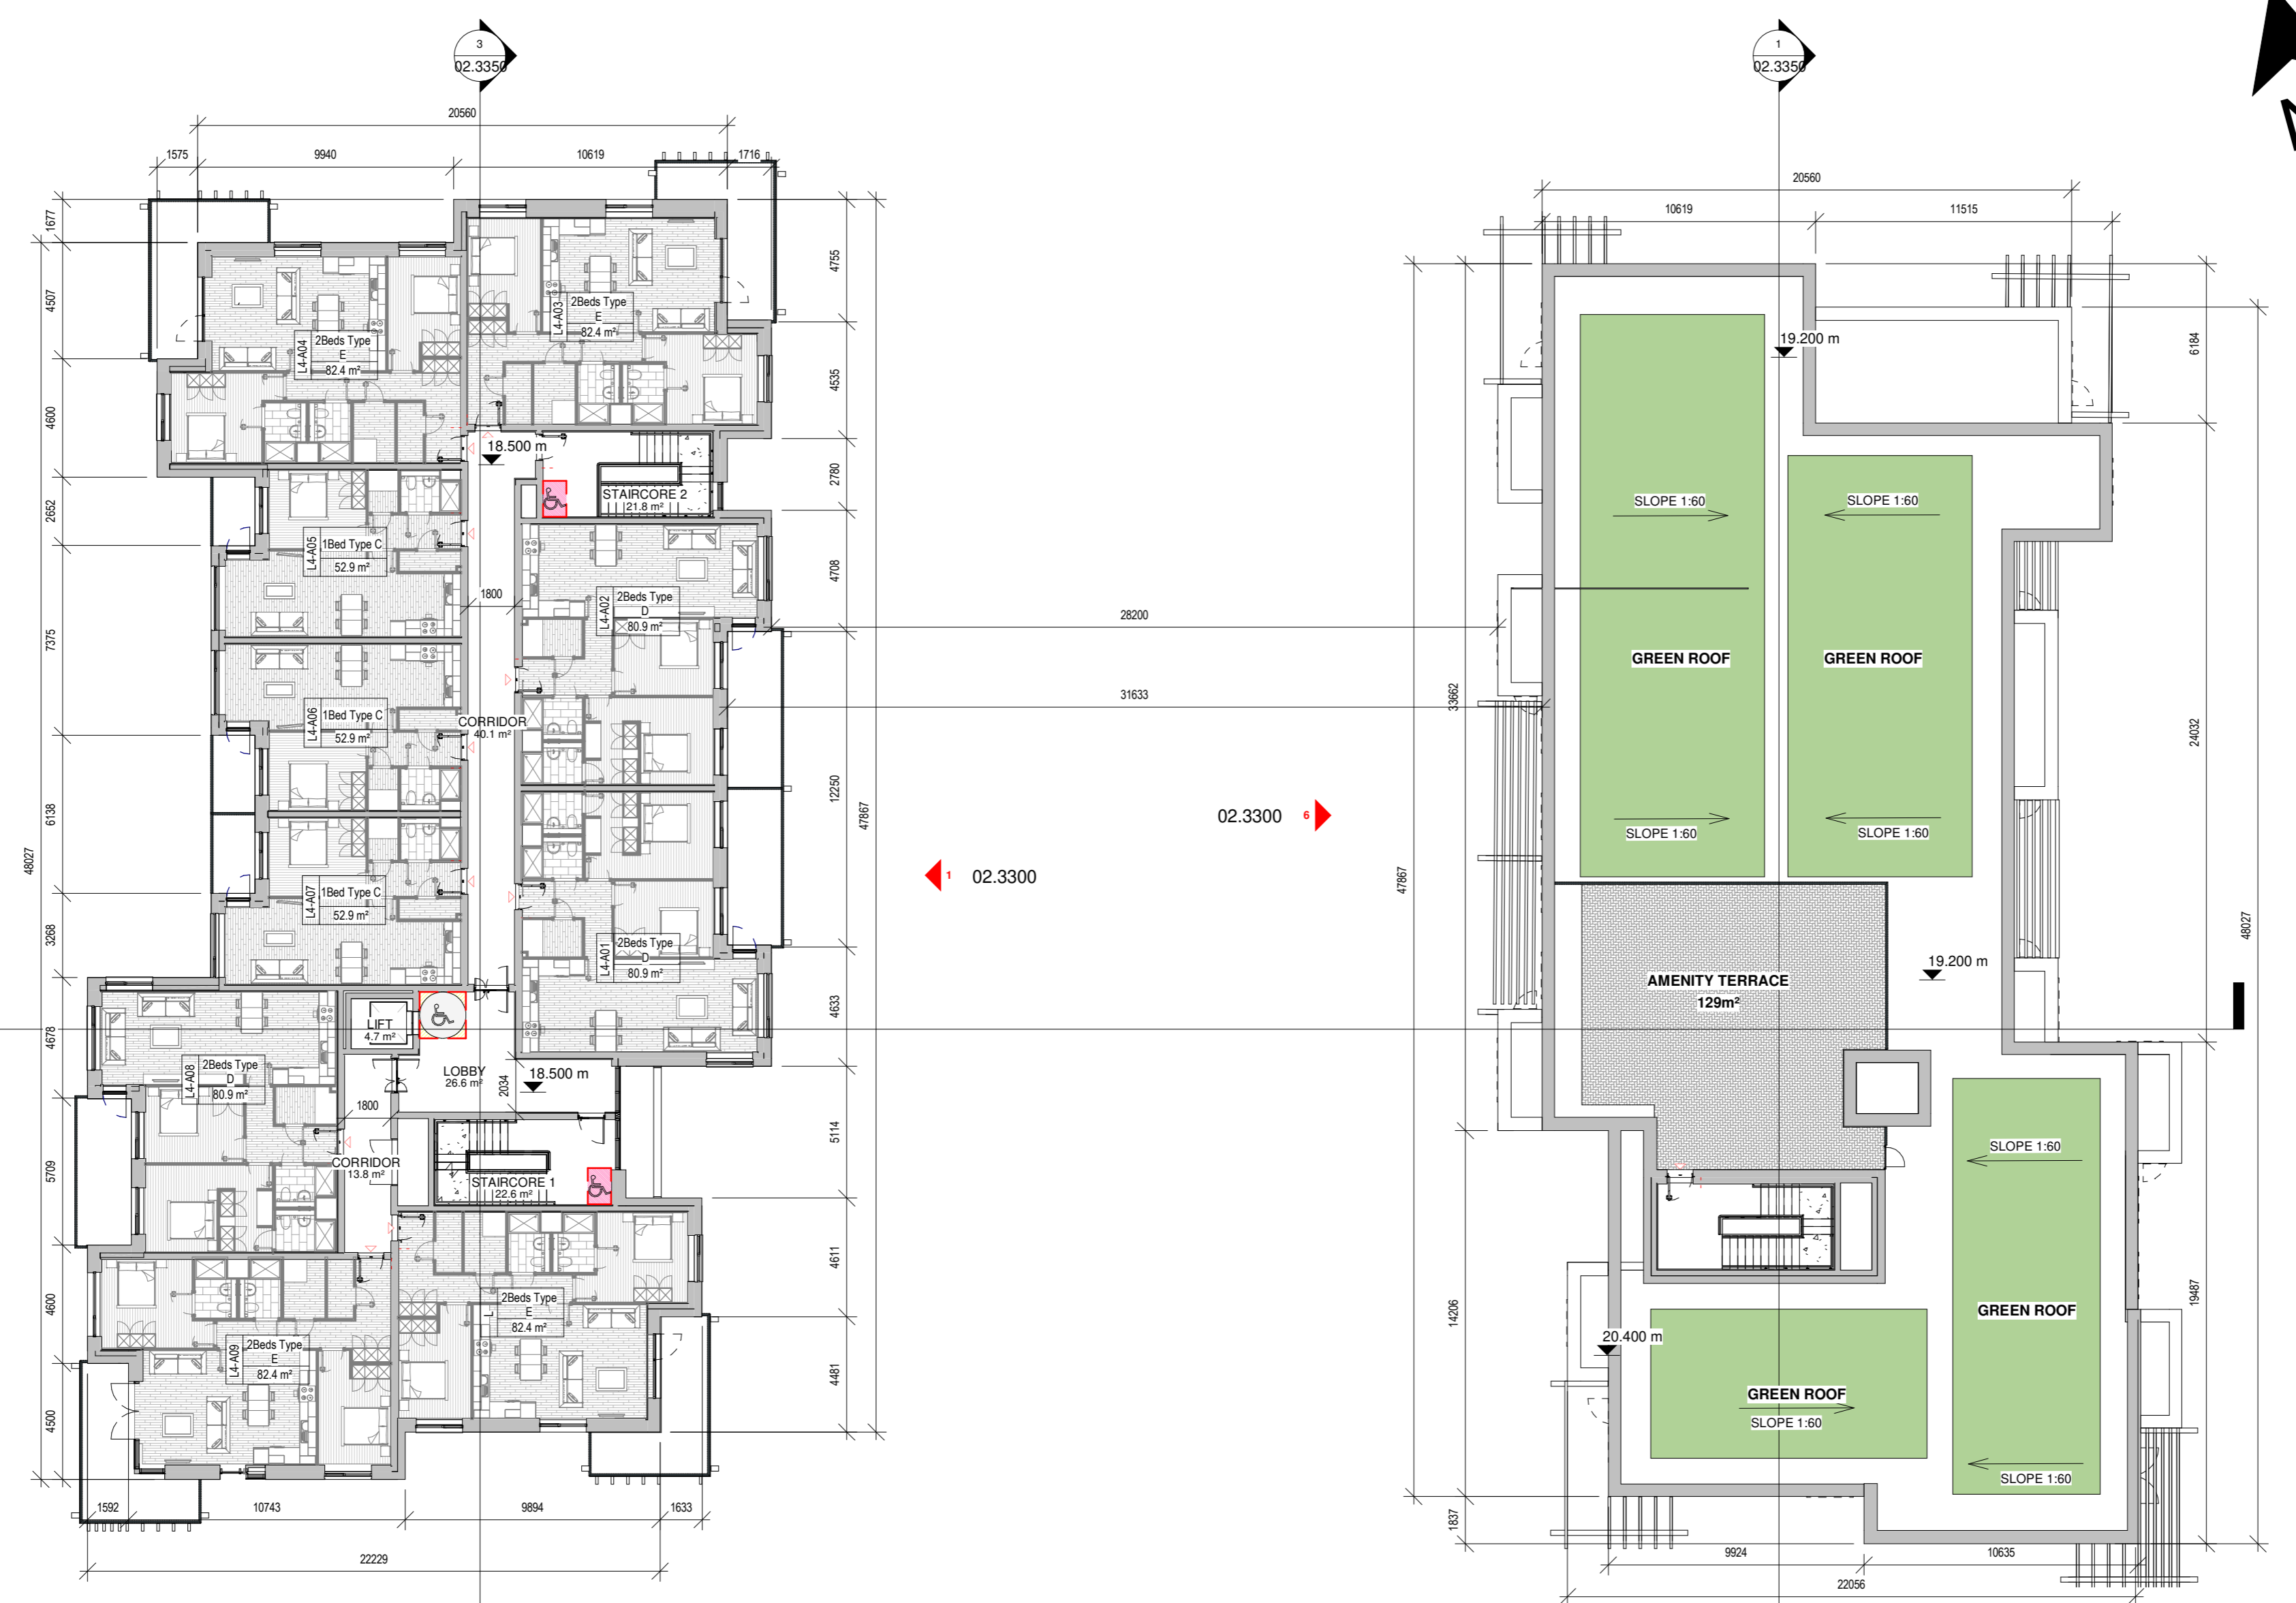 3
02.3350
20560
1575
9940
10619
1716
1677
4507
4600
2652
7375
6138
3268
4678
5709
4600
4500
48027
4755
4535
2780
4708
12250
4633
5114
4611
4481
47867
L4-A04
2Beds Type
E
82.4 m²
L4-A03
2Beds Type
E
82.4 m²
18.500 m
STAIRCORE 2
21.8 m²
L4-A05
1Bed Type C
52.9 m²
1800
L4-A02
2Beds Type
D
80.9 m²
L4-A06
1Bed Type C
52.9 m²
CORRIDOR
40.1 m²
L4-A07
1Bed Type C
52.9 m²
L4-A01
2Beds Type
D
80.9 m²
LIFT
4.7 m²
L4-A08
2Beds Type
D
80.9 m²
LOBBY
26.6 m²
2034
18.500 m
1800
CORRIDOR
13.8 m²
STAIRCORE 1
22.6 m²
L4-A09
2Beds Type
E
82.4 m²
2Beds Type
E
82.4 m²
1592
10743
9894
1633
22229
28200
31633
02.3300
6
1
02.3300
1
02.3350
20560
10619
11515
33662
47867
14206
1837
6184
24032
19487
48027
19.200 m
SLOPE 1:60
SLOPE 1:60
GREEN ROOF
GREEN ROOF
SLOPE 1:60
SLOPE 1:60
AMENITY TERRACE
129m²
19.200 m
SLOPE 1:60
GREEN ROOF
20.400 m
GREEN ROOF
SLOPE 1:60
SLOPE 1:60
9924
10635
22056